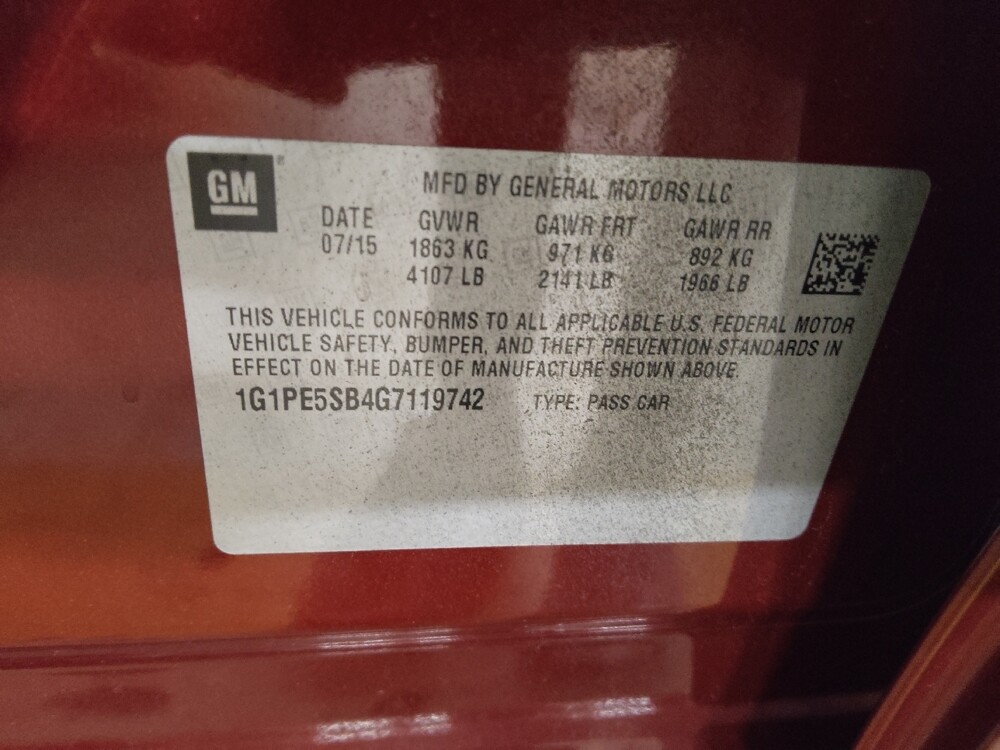 GM ®
MFD BY GENERAL MOTORS LLC
DATE GVWR GAWR FRT GAWR RR
07/15 1863 KG 971 KG 892 KG
4107 LB 2141 LB 1966 LB
THIS VEHICLE CONFORMS TO ALL APPLICABLE U.S. FEDERAL MOTOR
VEHICLE SAFETY, BUMPER, AND THEFT PREVENTION STANDARDS IN
EFFECT ON THE DATE OF MANUFACTURE SHOWN ABOVE.
1G1PE5SB4G7119742 TYPE: PASS CAR